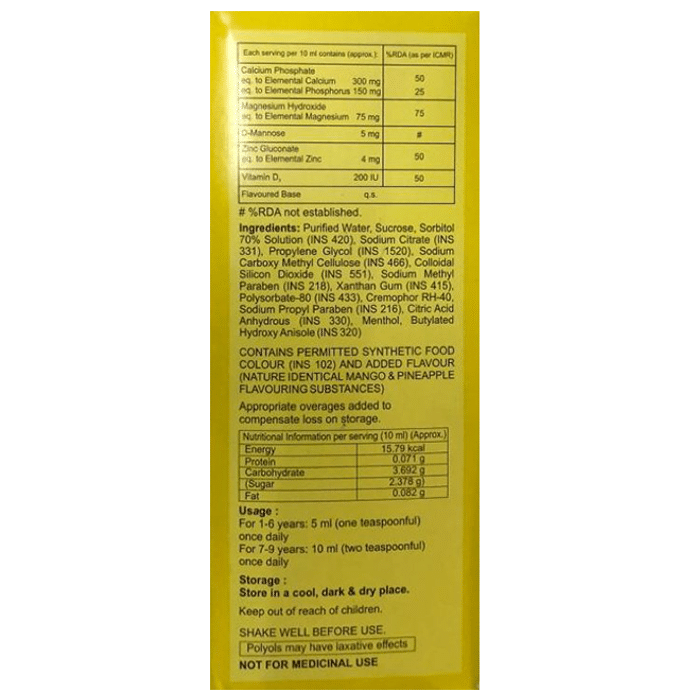 Each serving per 10 ml contains (approx.): %RDA (as per ICMR)
Calcium Phosphate
eq. to Elemental Calcium 300 mg 50
eq. to Elemental Phosphorus 150 mg 25
Magnesium Hydroxide
eq. to Elemental Magnesium 75 mg 75
D-Mannose 5 mg #
Zinc Gluconate
eq. to Elemental Zinc 4 mg 50
Vitamin D₃ 200 IU 50
Flavoured Base q.s.
# %RDA not established.
Ingredients: Purified Water, Sucrose, Sorbitol
70% Solution (INS 420), Sodium Citrate (INS
331), Propylene Glycol (INS 1520), Sodium
Carboxy Methyl Cellulose (INS 466), Colloidal
Silicon Dioxide (INS 551), Sodium Methyl
Paraben (INS 218), Xanthan Gum (INS 415),
Polysorbate-80 (INS 433), Cremophor RH-40,
Sodium Propyl Paraben (INS 216), Citric Acid
Anhydrous (INS 330), Menthol, Butylated
Hydroxy Anisole (INS 320)
CONTAINS PERMITTED SYNTHETIC FOOD
COLOUR (INS 102) AND ADDED FLAVOUR
(NATURE IDENTICAL MANGO & PINEAPPLE
FLAVOURING SUBSTANCES)
Appropriate overages added to
compensate loss on storage.
Nutritional Information per serving (10 ml) (Approx.)
Energy 15.79 kcal
Protein 0.071 g
Carbohydrate 3.692 g
(Sugar 2.378 g)
Fat 0.082 g
Usage :
For 1-6 years: 5 ml (one teaspoonful)
once daily
For 7-9 years: 10 ml (two teaspoonful)
once daily
Storage :
Store in a cool, dark & dry place.
Keep out of reach of children.
SHAKE WELL BEFORE USE.
Polyols may have laxative effects
NOT FOR MEDICINAL USE